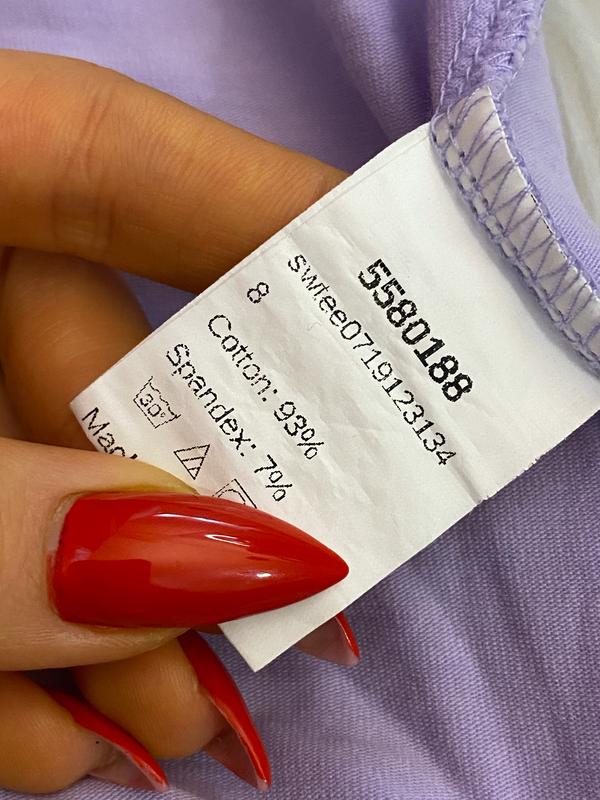 5580188
swtee0719123134
8
Cotton: 93%
Spandex: 7%
30°